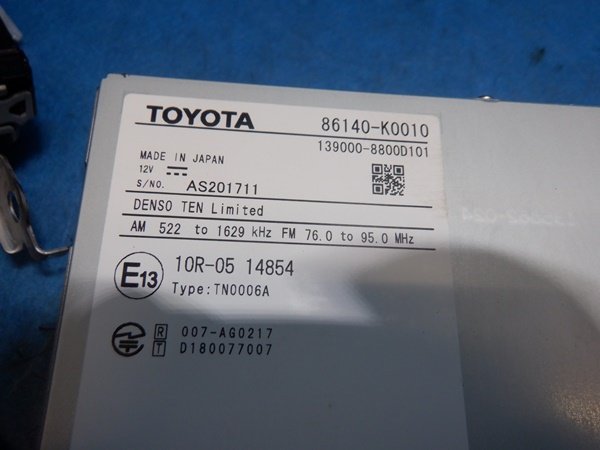 TOYOTA 86140-K0010
139000-8800D101
MADE IN JAPAN
12V
S/NO. AS201711
DENSO TEN Limited
AM 522 to 1629 kHz FM 76.0 to 95.0 MHz
E13 10R-05 14854
Type:TN0006A
R 007-AG0217
T D180077007